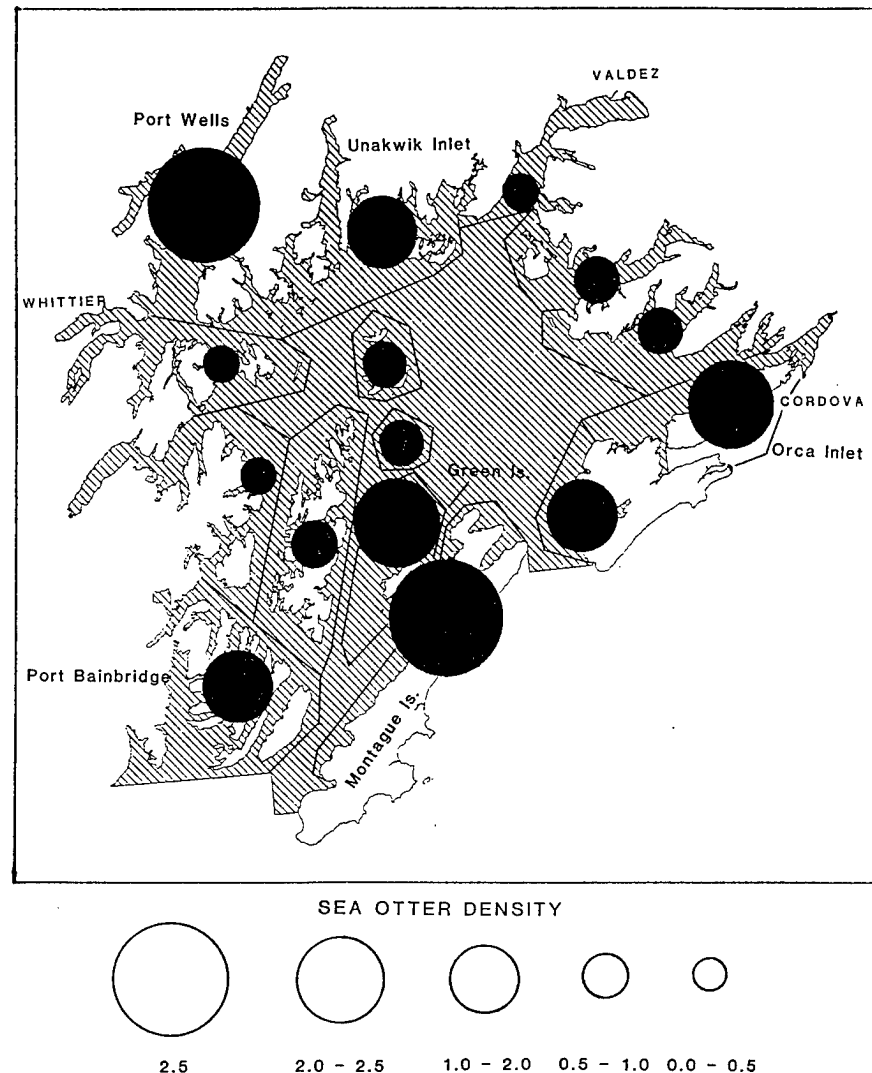 VALDEZ
Port Wells
Unakwik Inlet
WHITTIER
CORDOVA
Orca Inlet
Green Is.
Port Bainbridge
Montague Is.
SEA OTTER DENSITY
2.5 2.0 - 2.5 1.0 - 2.0 0.5 - 1.0 0.0 - 0.5